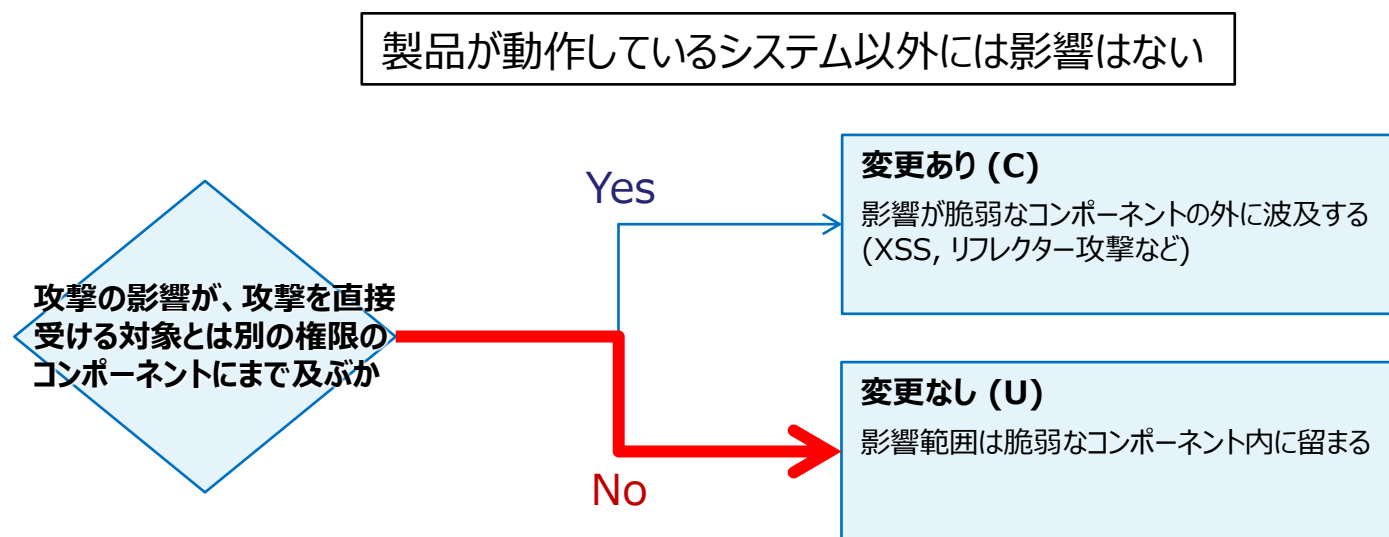 製品が動作しているシステム以外には影響はない
Yes
変更あり (C)
影響が脆弱なコンポーネントの外に波及する
(XSS, リフレクター攻撃など)
攻撃の影響が、攻撃を直接
受ける対象とは別の権限の
コンポーネントにまで及ぶか
変更なし (U)
影響範囲は脆弱なコンポーネント内に留まる
No